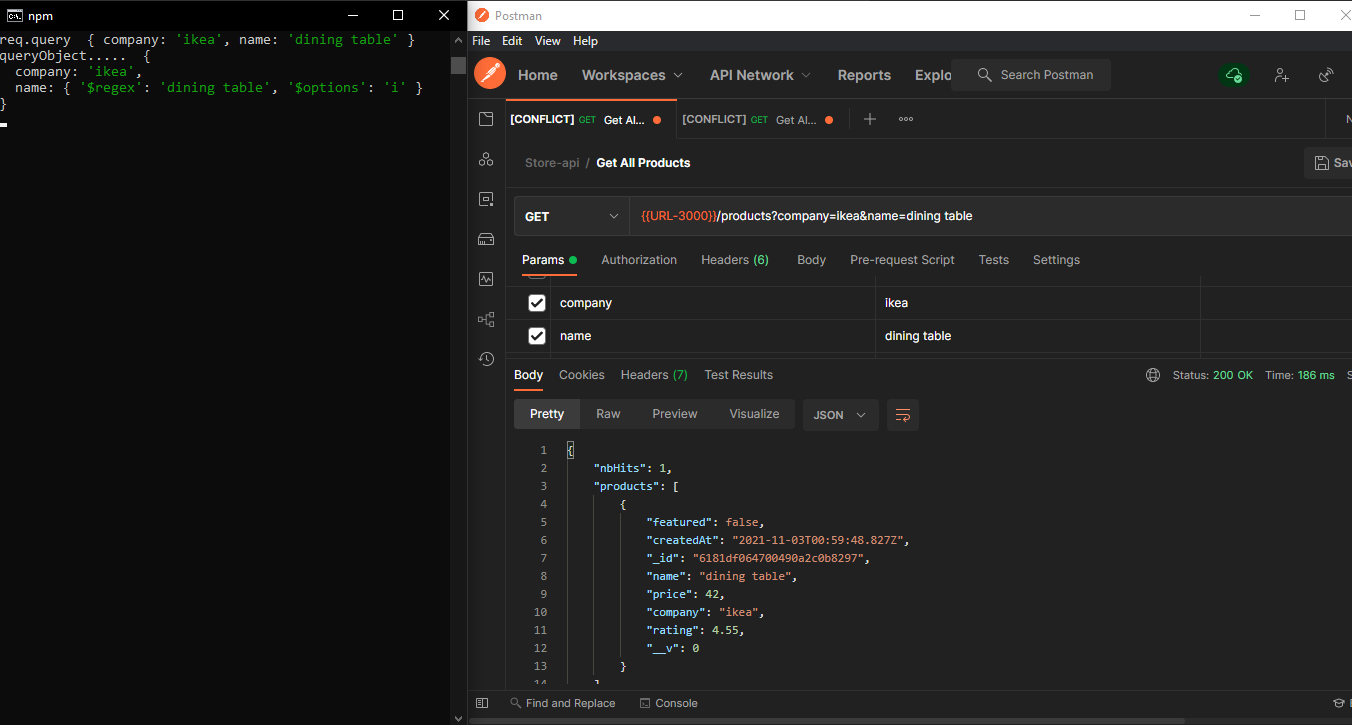 npm
req.query { company: 'ikea', name: 'dining table' }
queryObject..... {
company: 'ikea',
name: { '$regex': 'dining table', '$options': 'i' }
}
Postman
File Edit View Help
Home Workspaces API Network Reports Explo Search Postman
[CONFLICT] GET Get Al... [CONFLICT] GET Get Al... N
Store-api / Get All Products Sav
GET {{URL-3000}}/products?company=ikea&name=dining table
Params Authorization Headers (6) Body Pre-request Script Tests Settings
company ikea
name dining table
Body Cookies Headers (7) Test Results Status: 200 OK Time: 186 ms S
Pretty Raw Preview Visualize JSON
1 {
2 "nbHits": 1,
3 "products": [
4 {
5 "featured": false,
6 "createdAt": "2021-11-03T00:59:48.827Z",
7 "_id": "6181df064700490a2c0b8297",
8 "name": "dining table",
9 "price": 42,
10 "company": "ikea",
11 "rating": 4.55,
12 "__v": 0
13 }
14 ]
Find and Replace Console